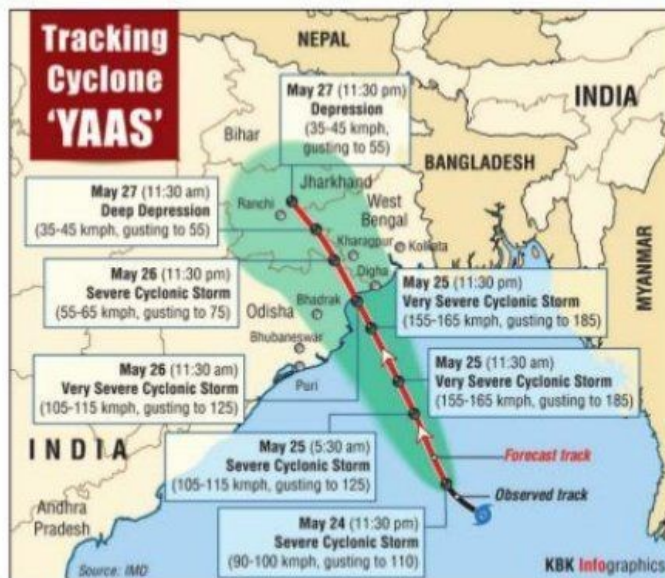 Tracking
Cyclone
'YAAS'
NEPAL
INDIA
May 27 (11:30 pm)
Depression
(35-45 kmph,
gusting to 55)
Bihar
BANGLADESH
MYANMAR
May 27 (11:30 am)
Deep Depression
(35-45 kmph, gusting to 55)
Jharkhand
Ranchi
West
Bengal
Kharagpur
Kolkata
Digha
May 26 (11:30 pm)
Severe Cyclonic Storm
(55-65 kmph, gusting to 75)
May 25 (11:30 pm)
Very Severe Cyclonic Storm
(155-165 kmph, gusting to 185)
Odisha
Bhadrak
Bhubaneswar
Puri
May 26 (11:30 am)
Very Severe Cyclonic Storm
(105-115 kmph, gusting to 125)
May 25 (11:30 am)
Very Severe Cyclonic Storm
(155-165 kmph, gusting to 185)
INDIA
May 25 (5:30 am)
Severe Cyclonic Storm
(105-115 kmph, gusting to 125)
Forecast track
Observed track
Andhra
Pradesh
May 24 (11:30 pm)
Severe Cyclonic Storm
(90-100 kmph, gusting to 110)
Source: IMD
KBK Infographics